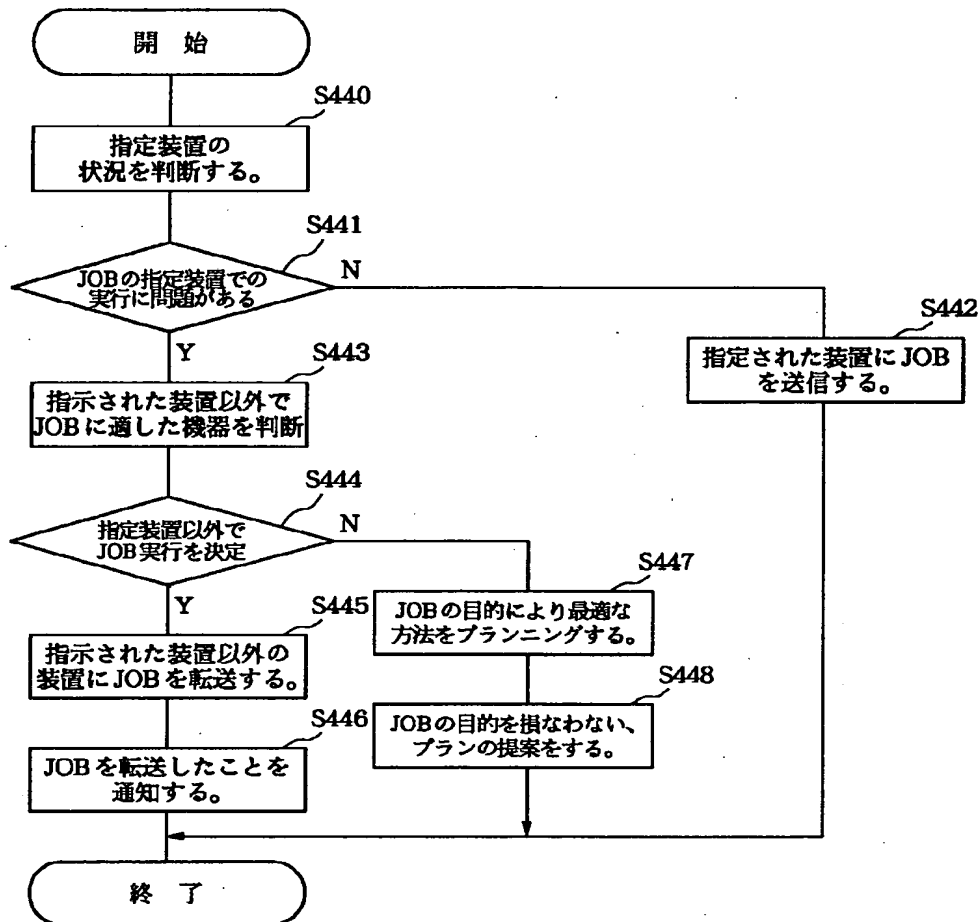 開 始
S440
指定装置の
状況を判断する。
S441
JOBの指定装置での
実行に問題がある
N
Y
S442
指定された装置にJOB
を送信する。
S443
指示された装置以外で
JOBに適した機器を判断
S444
指定装置以外で
JOB実行を決定
N
Y
S445
指示された装置以外の
装置にJOBを転送する。
S447
JOBの目的により最適な
方法をプランニングする。
S446
JOBを転送したことを
通知する。
S448
JOBの目的を損なわない、
プランの提案をする。
終 了